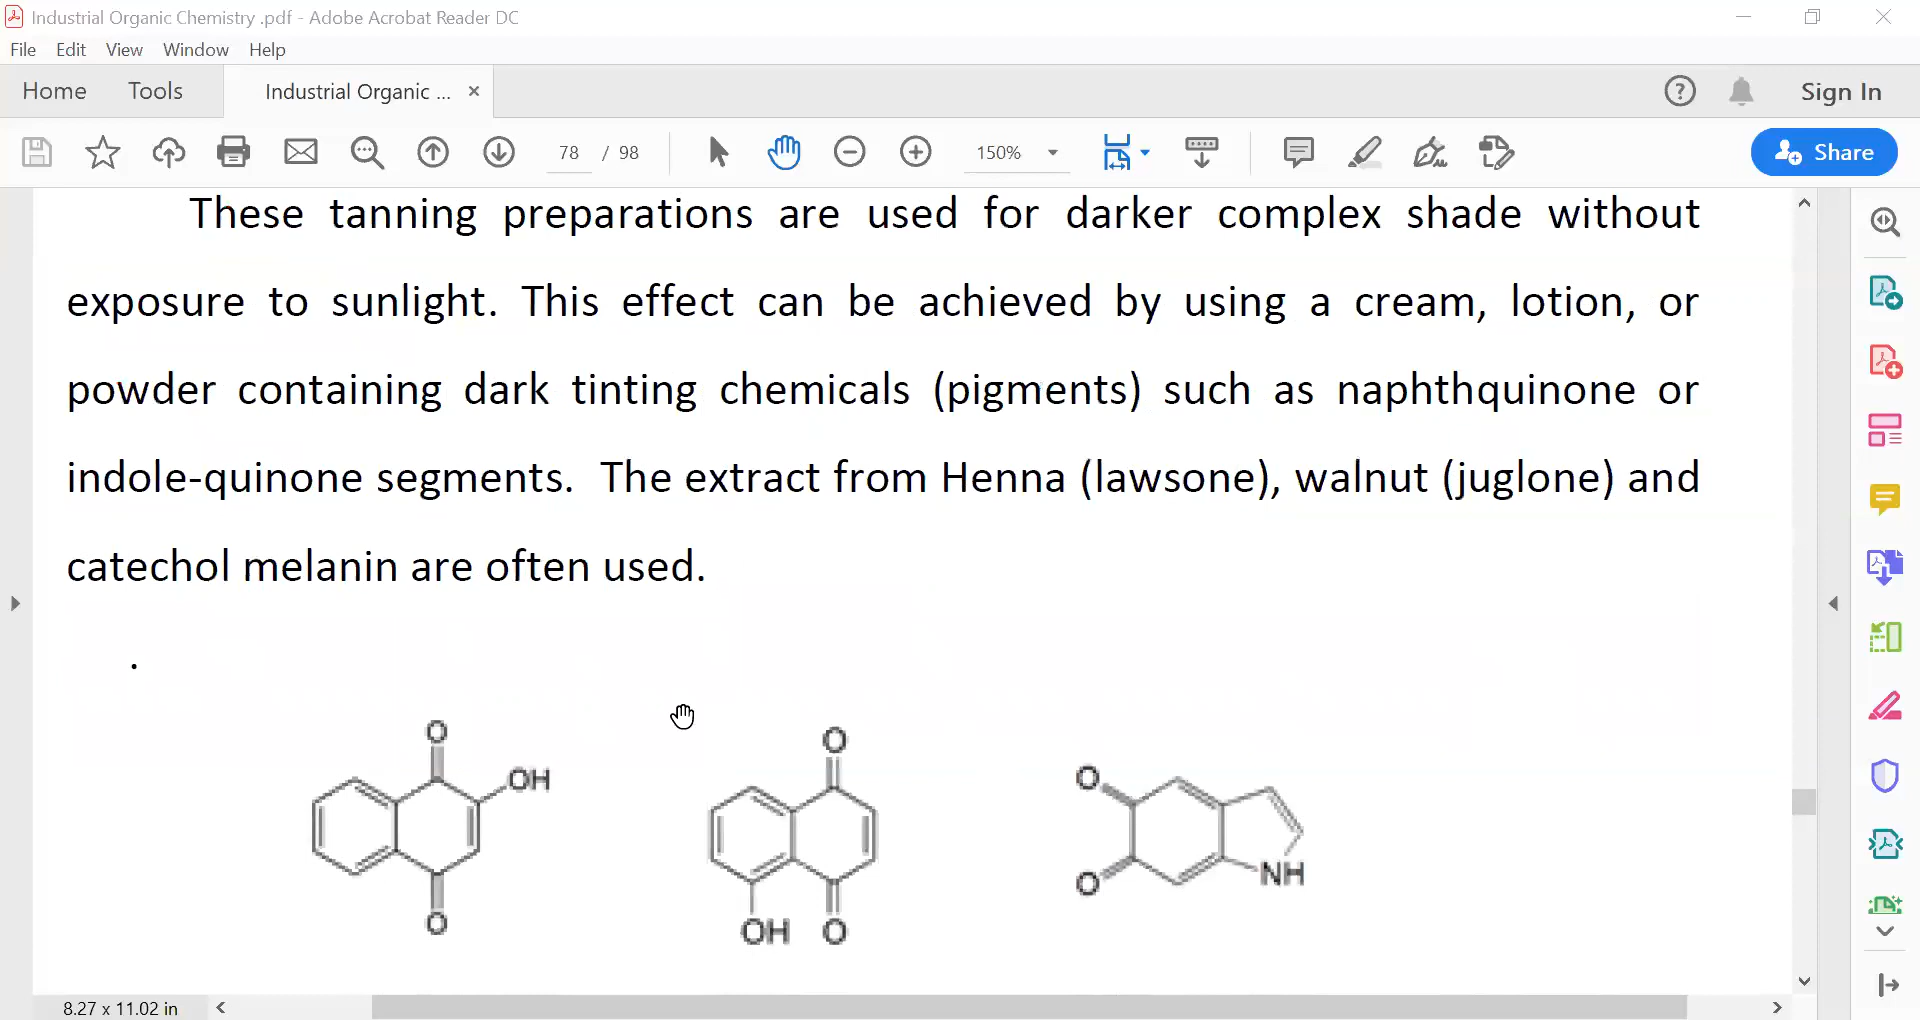 Industrial Organic Chemistry .pdf - Adobe Acrobat Reader DC
File Edit View Window Help
Home Tools Industrial Organic ... × Sign In
78 / 98 150% Share
These tanning preparations are used for darker complex shade without
exposure to sunlight. This effect can be achieved by using a cream, lotion, or
powder containing dark tinting chemicals (pigments) such as naphthquinone or
indole-quinone segments. The extract from Henna (lawsone), walnut (juglone) and
catechol melanin are often used.
.
O OH O
O OH O
O O NH
8.27 x 11.02 in